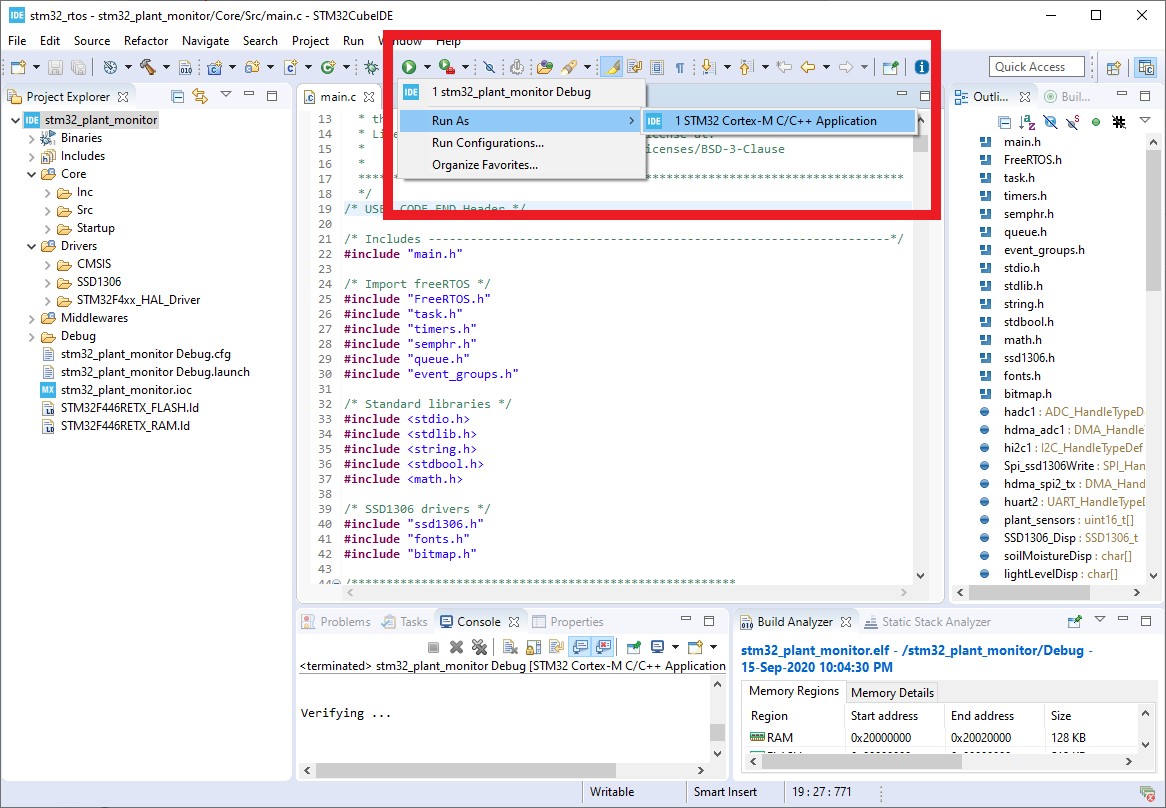 IDE stm32_rtos - stm32_plant_monitor/Core/Src/main.c - STM32CubeIDE
File Edit Source Refactor Navigate Search Project Run Window Help
Quick Access
Project Explorer
IDE stm32_plant_monitor
Binaries
Includes
Core
Inc
Src
Startup
Drivers
CMSIS
SSD1306
STM32F4xx_HAL_Driver
Middlewares
Debug
stm32_plant_monitor Debug.cfg
stm32_plant_monitor Debug.launch
MX stm32_plant_monitor.ioc
STM32F446RETX_FLASH.ld
STM32F446RETX_RAM.ld
main.c
IDE 1 stm32_plant_monitor Debug
Run As
IDE 1 STM32 Cortex-M C/C++ Application
Run Configurations...
Organize Favorites...
13 * th
14 * Li
15 * icenses/BSD-3-Clause
16 *
17
18 */
19 /* USER CODE END Header */
20
21 /* Includes ------------------------------------------------------------------*/
22 #include "main.h"
23
24 /* Import freeRTOS */
25 #include "FreeRTOS.h"
26 #include "task.h"
27 #include "timers.h"
28 #include "semphr.h"
29 #include "queue.h"
30 #include "event_groups.h"
31
32 /* Standard libraries */
33 #include <stdio.h>
34 #include <stdlib.h>
35 #include <string.h>
36 #include <stdbool.h>
37 #include <math.h>
38
39 /* SSD1306 drivers */
40 #include "ssd1306.h"
41 #include "fonts.h"
42 #include "bitmap.h"
43
44 /******************************************************
Outli... Buil...
main.h
FreeRTOS.h
task.h
timers.h
semphr.h
queue.h
event_groups.h
stdio.h
stdlib.h
string.h
stdbool.h
math.h
ssd1306.h
fonts.h
bitmap.h
hadc1 : ADC_HandleTypeD
hdma_adc1 : DMA_Handle
hi2c1 : I2C_HandleTypeDef
Spi_ssd1306Write : SPI_Han
hdma_spi2_tx : DMA_Hand
huart2 : UART_HandleTypeD
plant_sensors : uint16_t[]
SSD1306_Disp : SSD1306_t
soilMoistureDisp : char[]
lightLevelDisp : char[]
Problems Tasks Console Properties
<terminated> stm32_plant_monitor Debug [STM32 Cortex-M C/C++ Application
Verifying ...
Build Analyzer Static Stack Analyzer
stm32_plant_monitor.elf - /stm32_plant_monitor/Debug -
15-Sep-2020 10:04:30 PM
Memory Regions Memory Details
Region Start address End address Size
RAM 0x20000000 0x20020000 128 KB
Writable Smart Insert 19 : 27 : 771